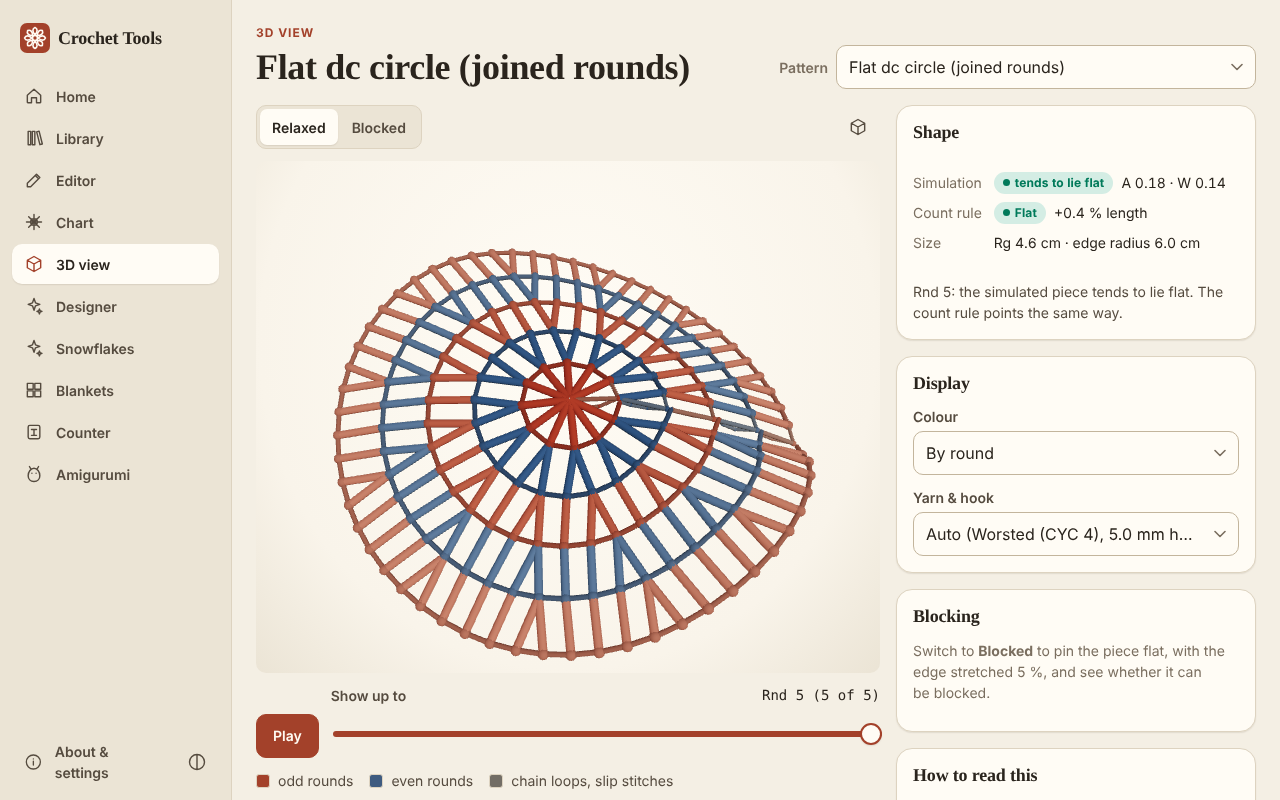 Crochet Tools
Home
Library
Editor
Chart
3D view
Designer
Snowflakes
Blankets
Counter
Amigurumi
About &
settings
3D VIEW
Flat dc circle (joined rounds)
Pattern
Flat dc circle (joined rounds)
Relaxed
Blocked
Show up to
Rnd 5 (5 of 5)
Play
odd rounds
even rounds
chain loops, slip stitches
Shape
Simulation tends to lie flat A 0.18 · W 0.14
Count rule Flat +0.4 % length
Size Rg 4.6 cm · edge radius 6.0 cm
Rnd 5: the simulated piece tends to lie flat. The
count rule points the same way.
Display
Colour
By round
Yarn & hook
Auto (Worsted (CYC 4), 5.0 mm h...
Blocking
Switch to Blocked to pin the piece flat, with the
edge stretched 5 %, and see whether it can
be blocked.
How to read this